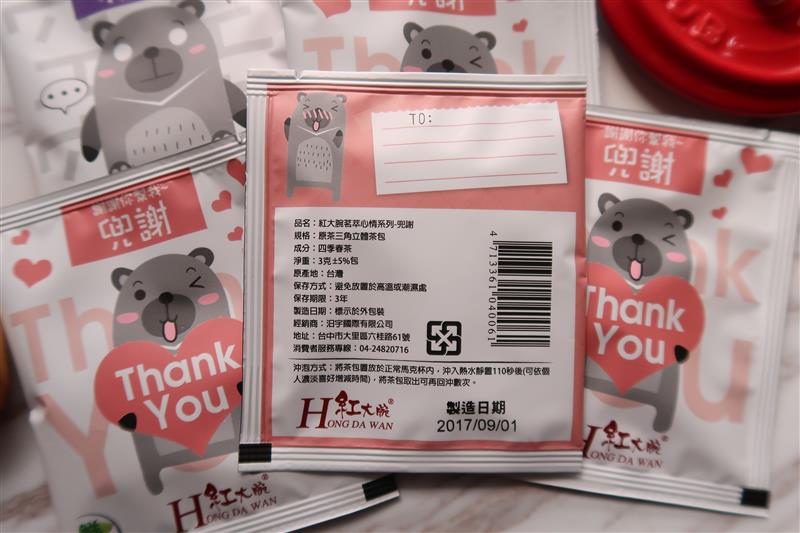 TO:
品名：紅大腕茗萃心情系列-兜謝
規格：原茶三角立體茶包
成分：四季春茶
淨重：3克±5%包
原產地：台灣
保存方式：避免放置於高溫或潮濕處
保存期限：3年
製造日期：標示於外包裝
經銷商：汩宇國際有限公司
地址：台中市大里區六桂路61號
消費者服務專線：04-24820716
4713361040061
沖泡方式：將茶包置放於正常馬克杯內，沖入熱水靜置110秒後(可依個
人濃淡喜好增減時間)，將茶包取出可再回沖數次。
紅大腕®
HONG DA WAN
製造日期
2017/09/01
兜謝
Thank
You
紅大腕®
HONG DA WAN
兜謝
Thank
You
紅大腕®
HONG DA WAN